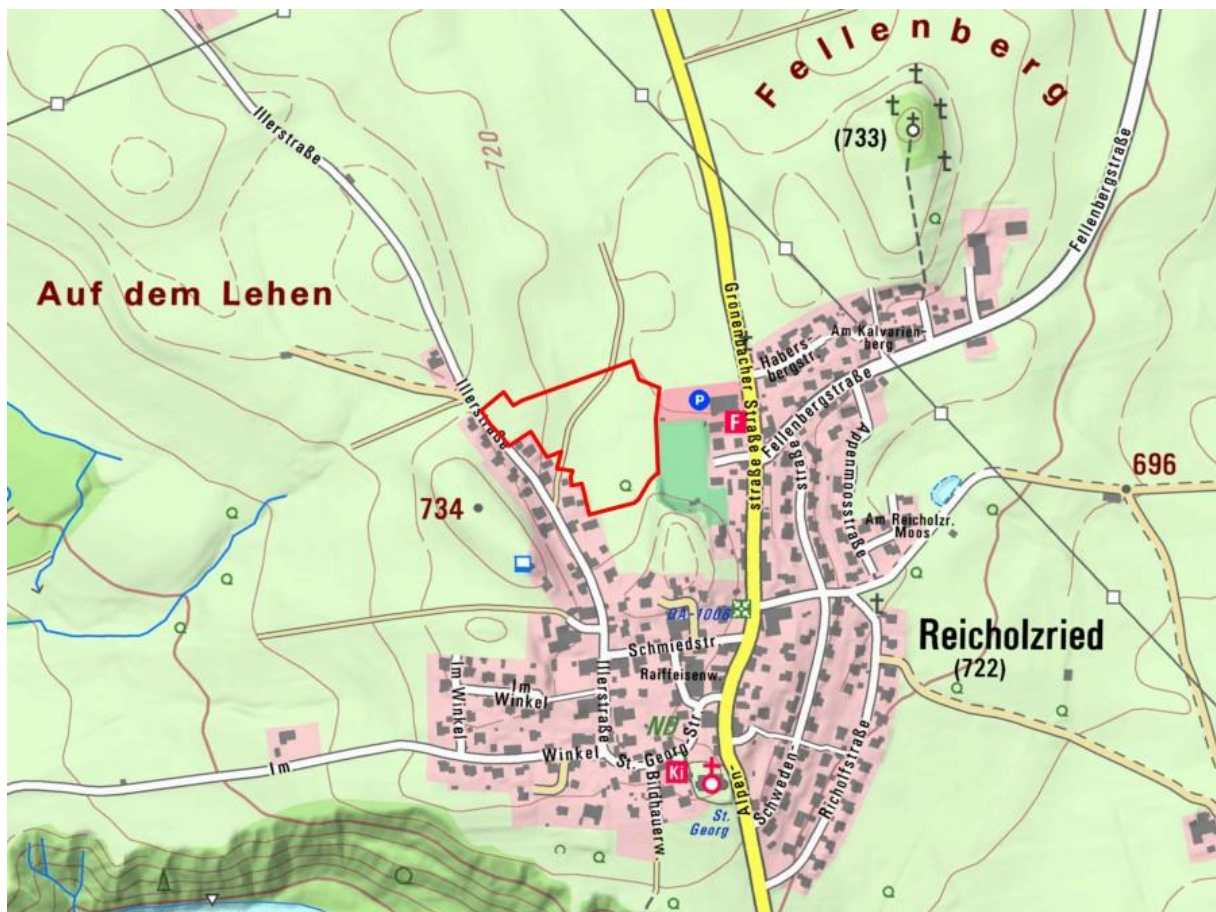 Fellenberg
(733)
Illerstraße
720
Fellenbergstraße
Auf dem Lehen
Grönenbacher Straße
Am Kalvarien-
berg
Habers-
bergstr.
Illerstraße
P
F
Fellenbergstraße
Appenmoosstraße
734
696
Am Reicholzr.
Moos
Reicholzried
(722)
Schmiedstr
Raiffeisenw.
Im Winkel
Im
Winkel
Illerstraße
ND
St.-Georg-Str.
Im
Winkel
Ki
Bildhauerw.
St.
Georg
Alpen-
straße
Schweden-
straße
Richolfstraße